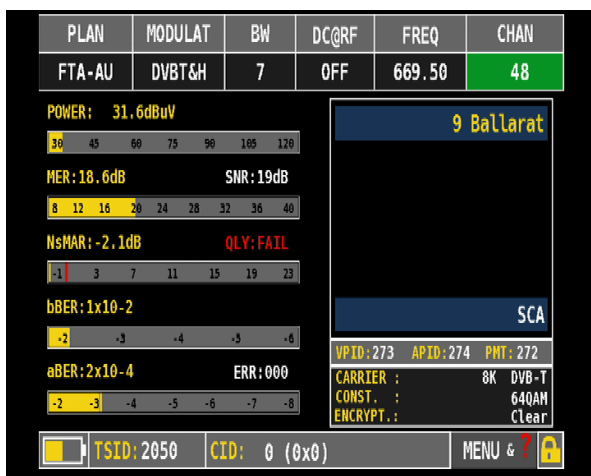 PLAN MODULAT BW DC@RF FREQ CHAN
FTA-AU DVBT&H 7 OFF 669.50 48
POWER: 31.6dBuV
30 45 60 75 90 105 120
MER:18.6dB SNR:19dB
8 12 16 20 24 28 32 36 40
NsMAR:-2.1dB QLY:FAIL
-1 3 7 11 15 19 23
bBER:1x10-2
-2 -3 -4 -5 -6
aBER:2x10-4 ERR:000
-2 -3 -4 -5 -6 -7 -8
9 Ballarat
SCA
VPID:273 APID:274 PMT:272
CARRIER : 8K DVB-T
CONST. : 64QAM
ENCRYPT.: Clear
TSID:2050 CID: 0 (0x0) MENU & ?